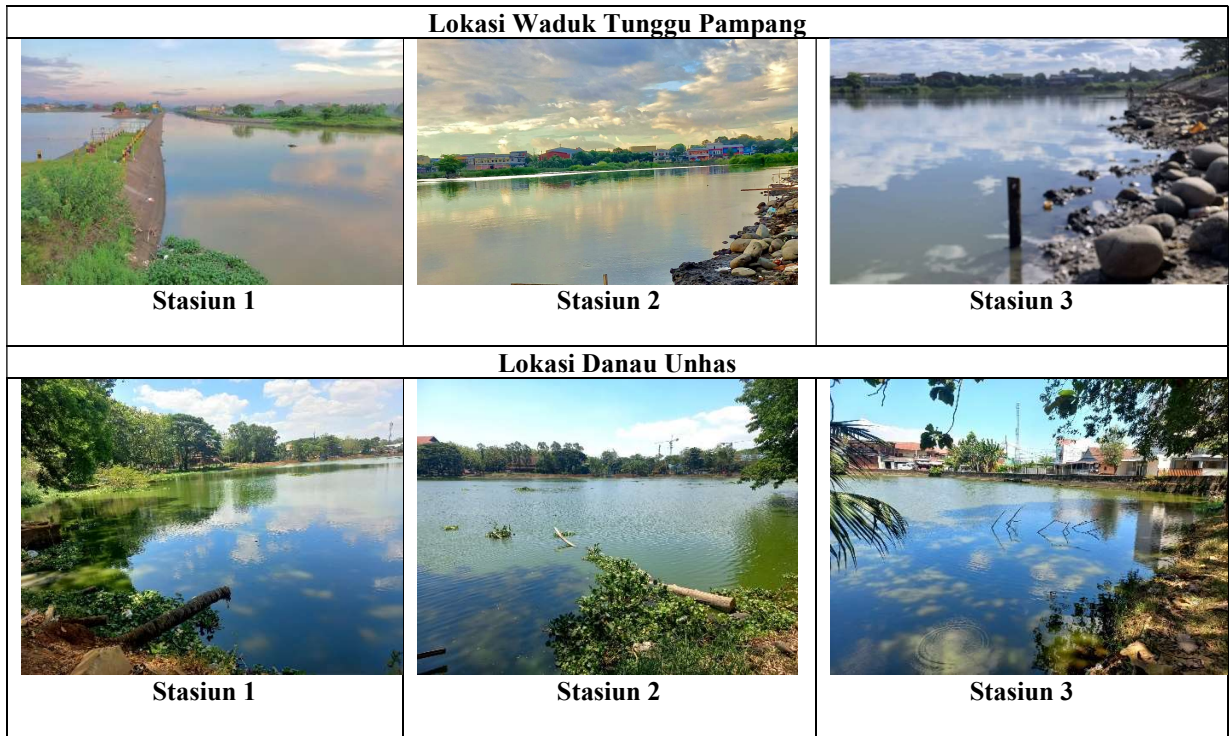 Lokasi Waduk Tunggu Pampang
Stasiun 1
Stasiun 2
Stasiun 3
Lokasi Danau Unhas
Stasiun 1
Stasiun 2
Stasiun 3